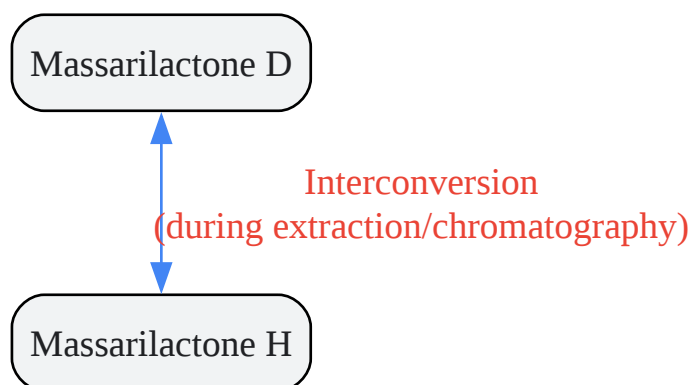 Massarilactone D
Interconversion
(during extraction/chromatography)
Massarilactone H